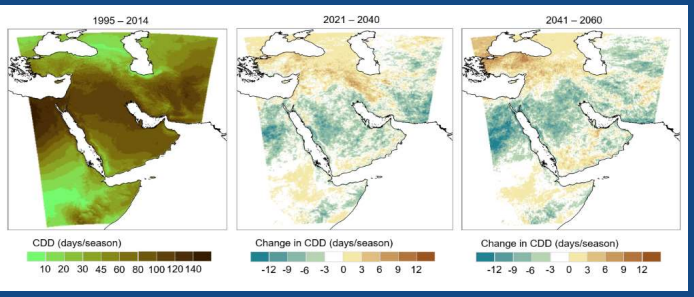 1995 – 2014
2021 - 2040
2041 - 2060
CDD (days/season)
10 20 30 45 60 80 100 120 140
Change in CDD (days/season)
-12 -9 -6 -3 0 3 6 9 12
Change in CDD (days/season)
-12 -9 -6 -3 0 3 6 9 12